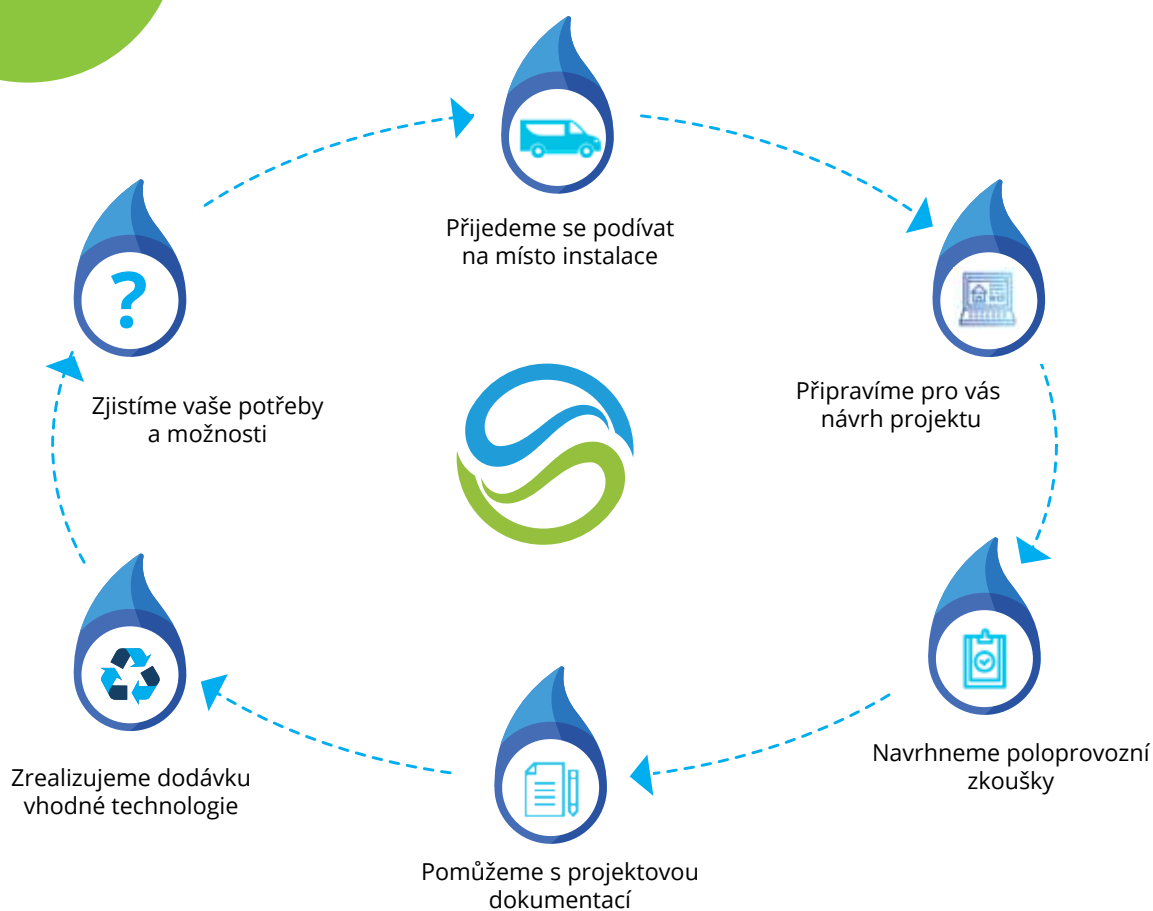 Přijedeme se podívat
na místo instalace
Připravíme pro vás
návrh projektu
Navrhneme poloprovozní
zkoušky
Pomůžeme s projektovou
dokumentací
Zrealizujeme dodávku
vhodné technologie
?
Zjistíme vaše potřeby
a možnosti